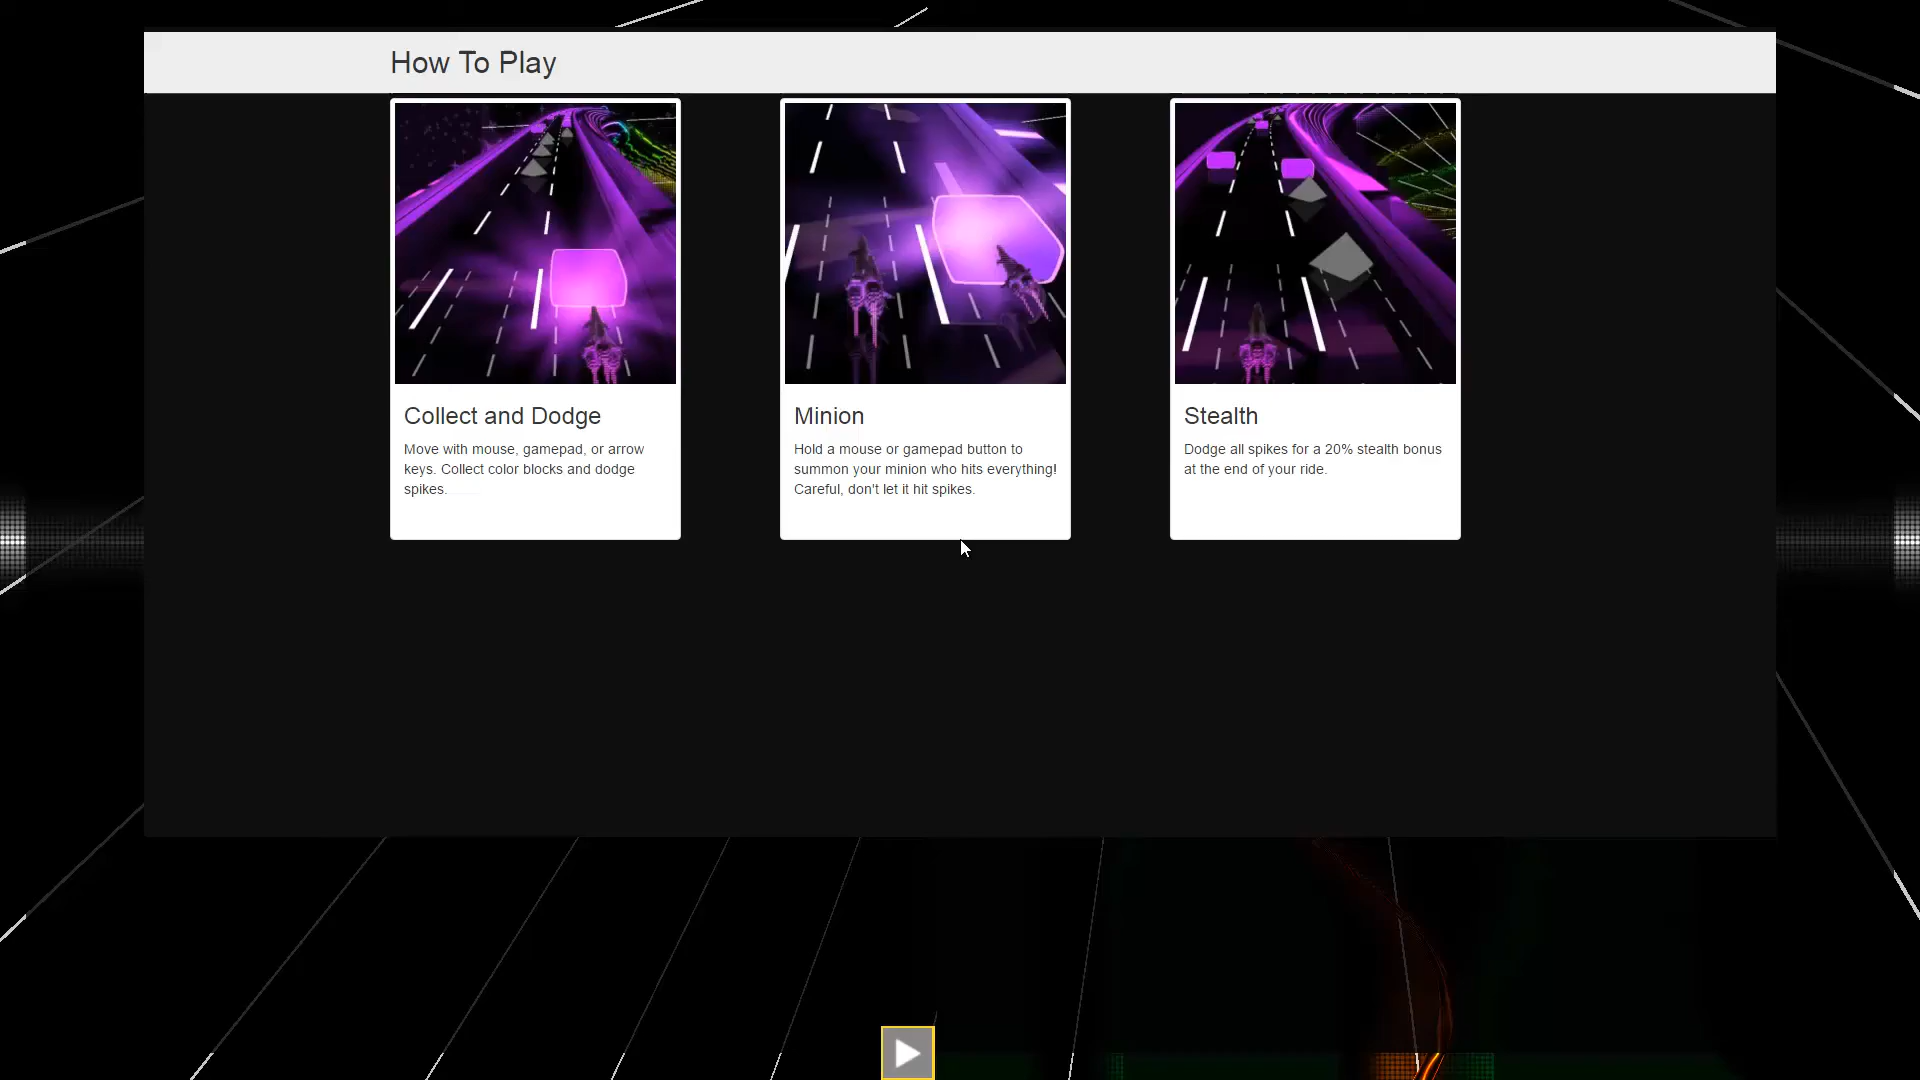 How To Play
Collect and Dodge
Move with mouse, gamepad, or arrow
keys. Collect color blocks and dodge
spikes.
Minion
Hold a mouse or gamepad button to
summon your minion who hits everything!
Careful, don't let it hit spikes.
Stealth
Dodge all spikes for a 20% stealth bonus
at the end of your ride.